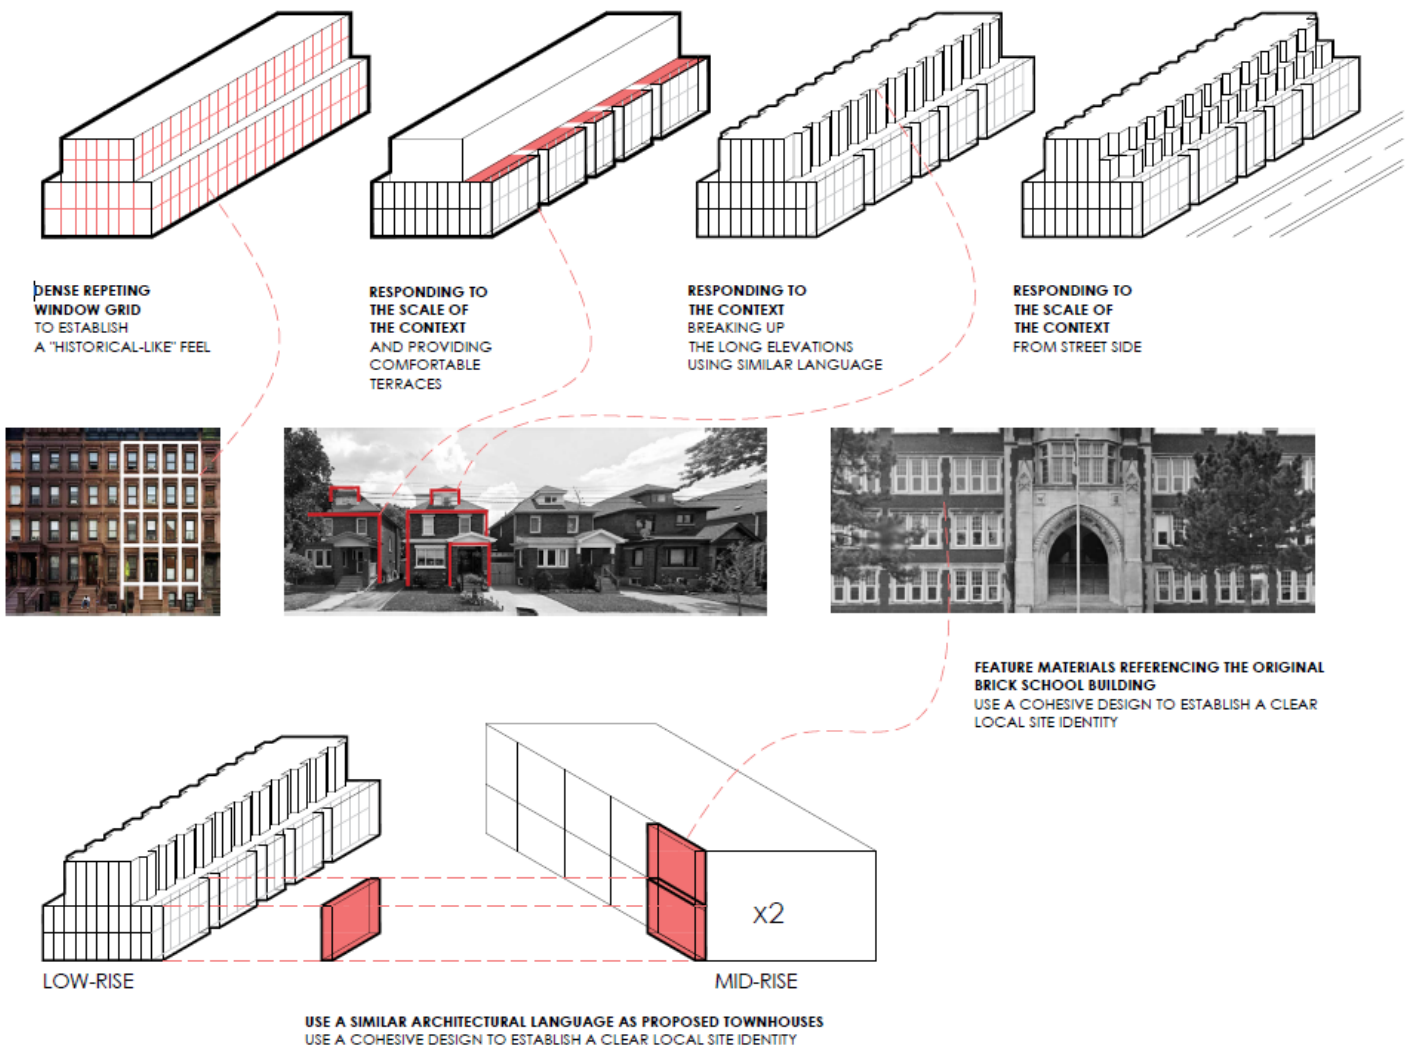 DENSE REPETING
WINDOW GRID
TO ESTABLISH
A "HISTORICAL-LIKE" FEEL
RESPONDING TO
THE SCALE OF
THE CONTEXT
AND PROVIDING
COMFORTABLE
TERRACES
RESPONDING TO
THE CONTEXT
BREAKING UP
THE LONG ELEVATIONS
USING SIMILAR LANGUAGE
RESPONDING TO
THE SCALE OF
THE CONTEXT
FROM STREET SIDE
FEATURE MATERIALS REFERENCING THE ORIGINAL
BRICK SCHOOL BUILDING
USE A COHESIVE DESIGN TO ESTABLISH A CLEAR
LOCAL SITE IDENTITY
x2
LOW-RISE
MID-RISE
USE A SIMILAR ARCHITECTURAL LANGUAGE AS PROPOSED TOWNHOUSES
USE A COHESIVE DESIGN TO ESTABLISH A CLEAR LOCAL SITE IDENTITY